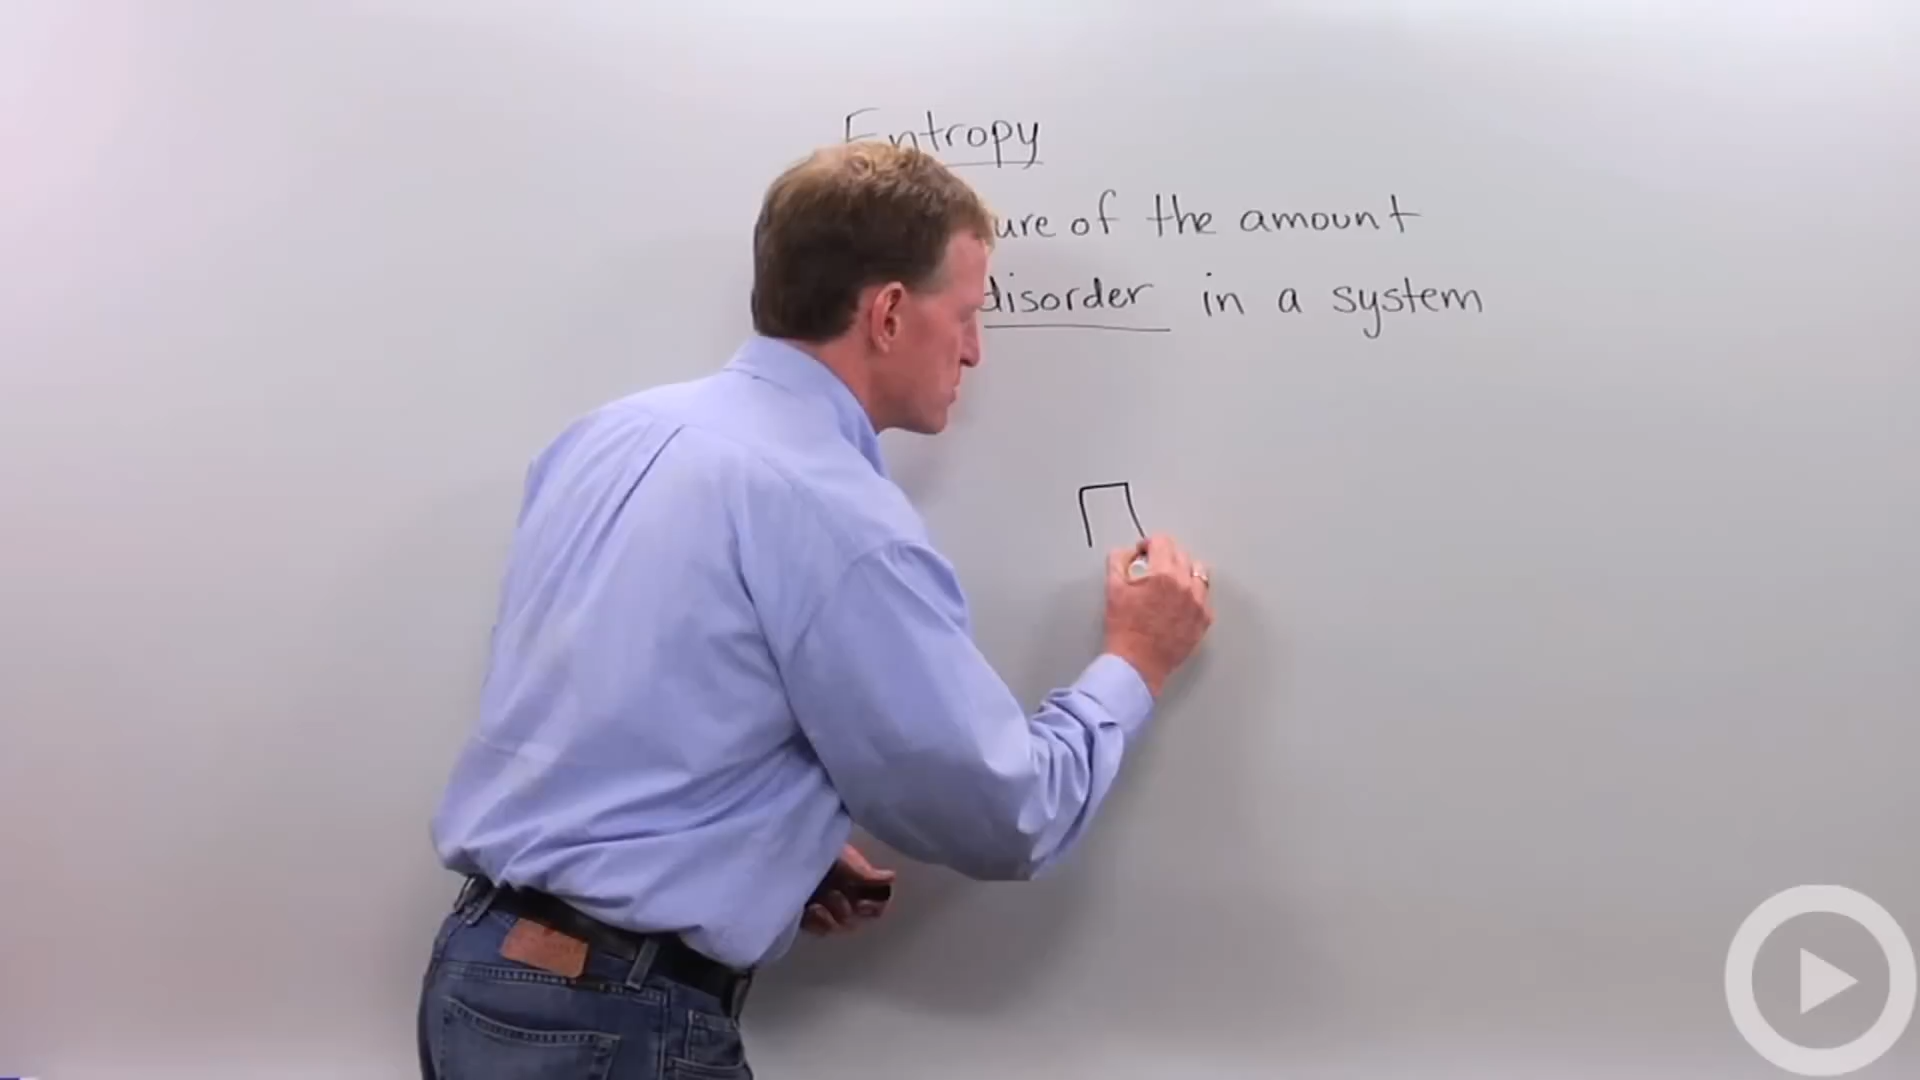 Entropy
ure of the amount
disorder in a system